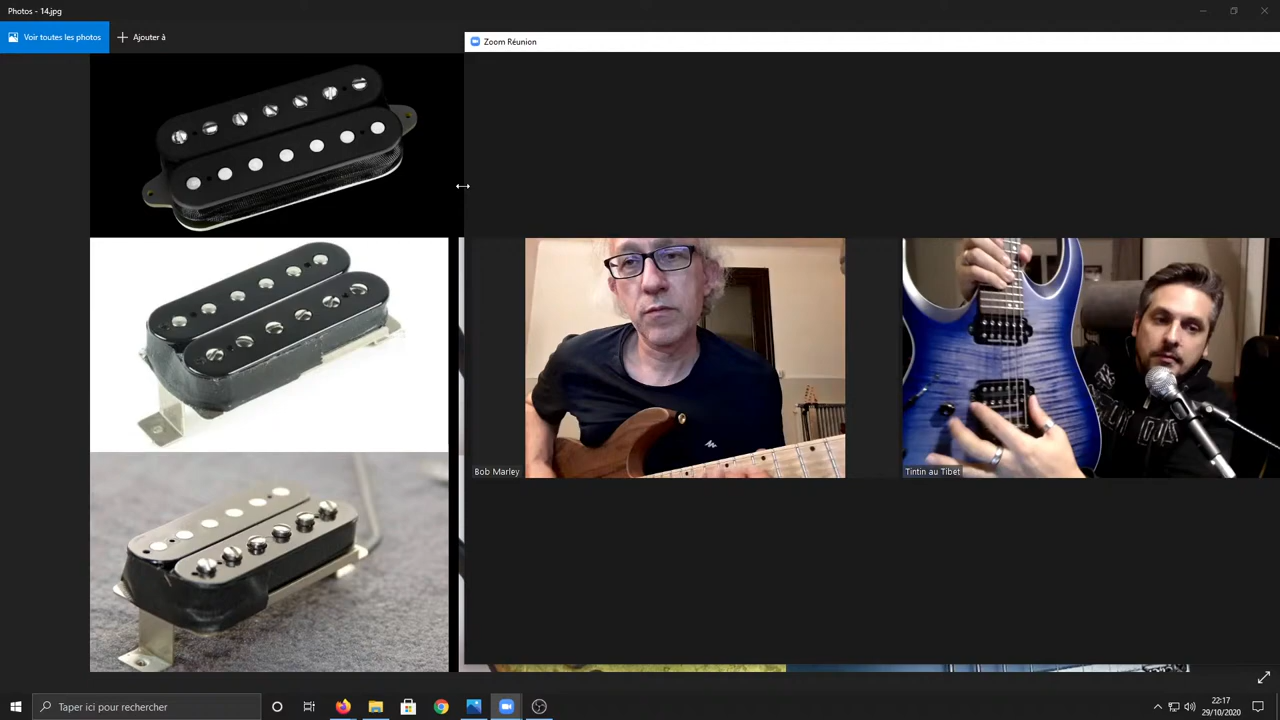 Photos - 14.jpg
Voir toutes les photos
Ajouter à
Zoom Réunion
Bob Marley
Tintin au Tibet
Taper ici pour rechercher
22:17
29/10/2020